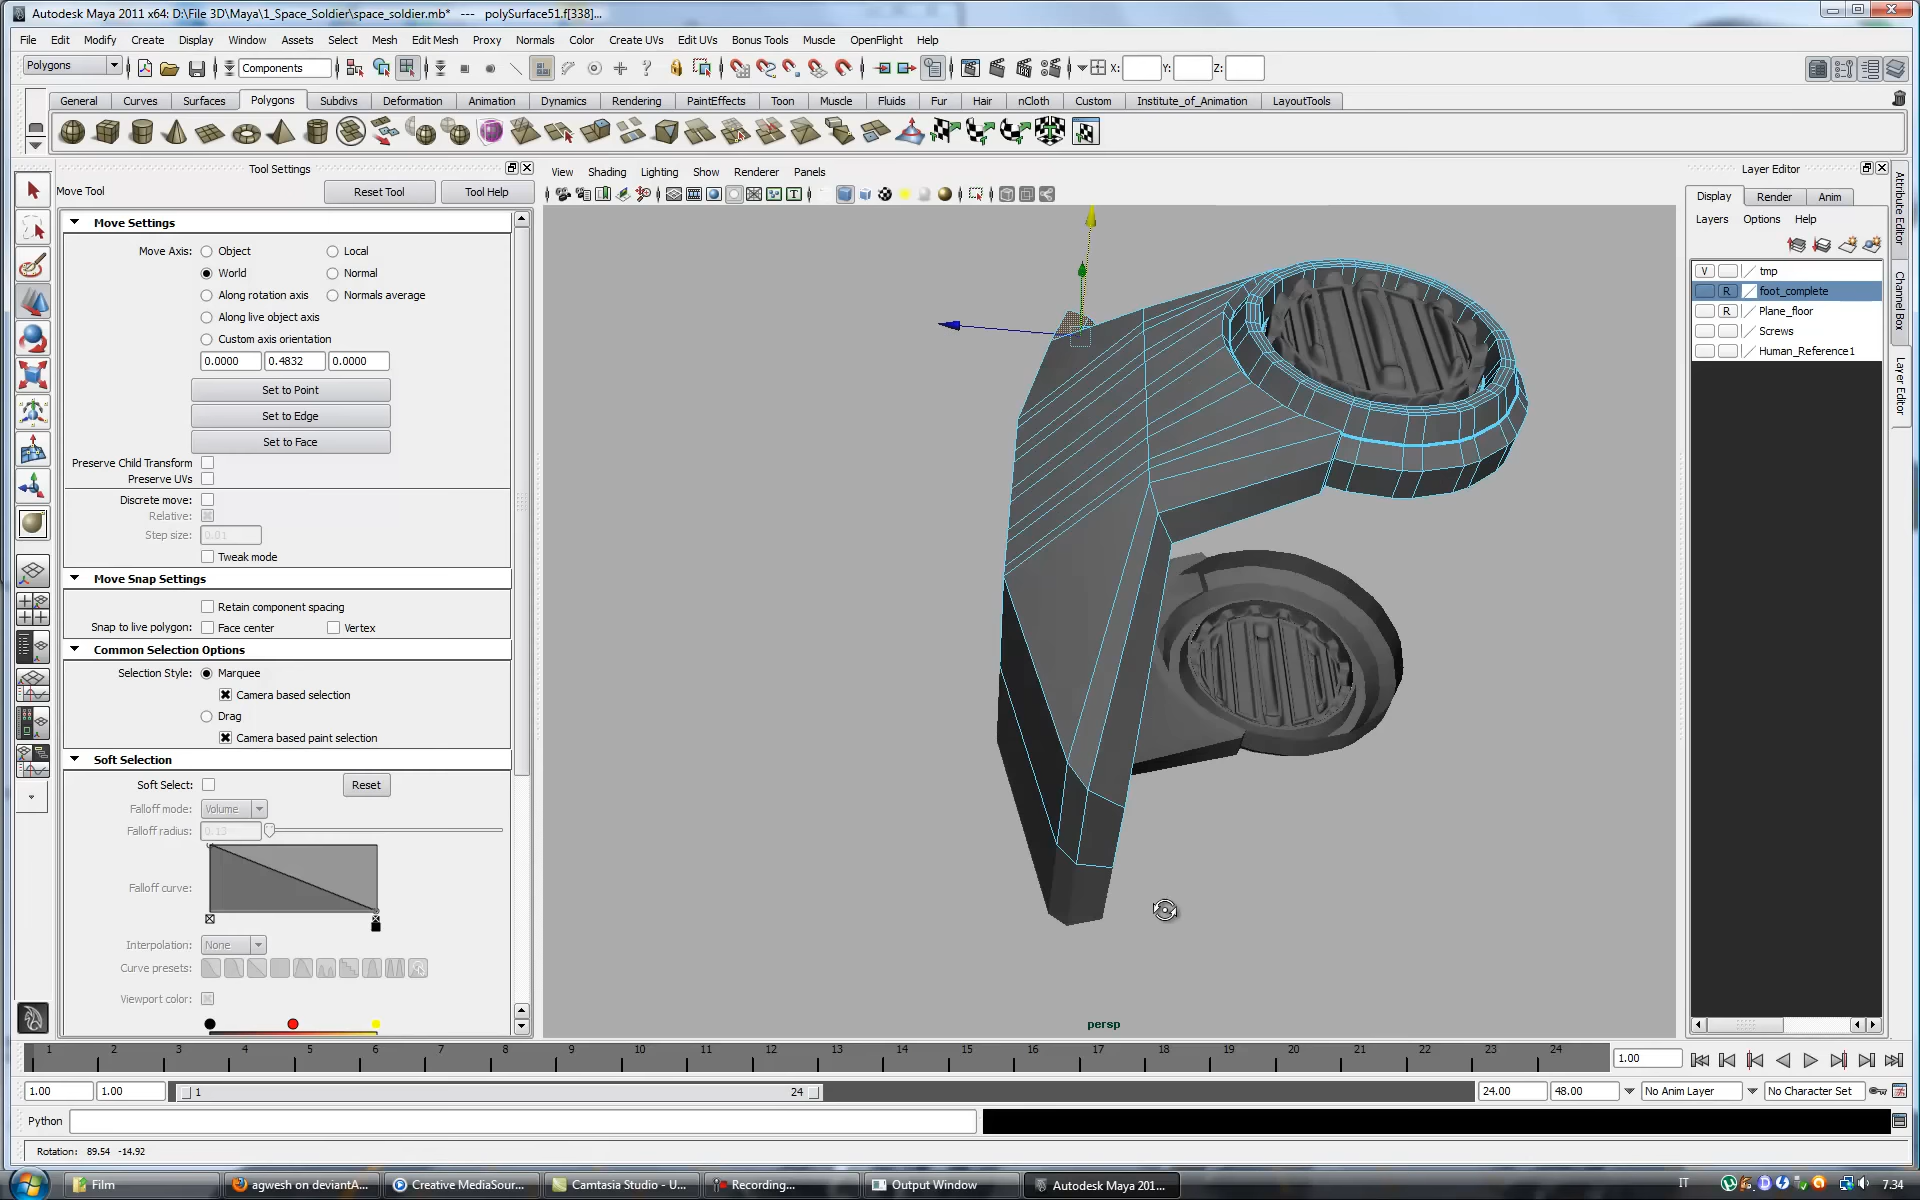 Autodesk Maya 2011 x64: D:\File 3D\Maya\1_Space_Soldier\space_soldier.mb* --- polySurface51.f[338]...
File Edit Modify Create Display Window Assets Select Mesh Edit Mesh Proxy Normals Color Create UVs Edit UVs Bonus Tools Muscle OpenFlight Help
Polygons Components X: Y: Z:
General Curves Surfaces Polygons Subdivs Deformation Animation Dynamics Rendering PaintEffects Toon Muscle Fluids Fur Hair nCloth Custom Institute_of_Animation LayoutTools
Tool Settings
Move Tool Reset Tool Tool Help
Move Settings
Move Axis: Object Local
World Normal
Along rotation axis Normals average
Along live object axis
Custom axis orientation
0.0000 0.4832 0.0000
Set to Point
Set to Edge
Set to Face
Preserve Child Transform
Preserve UVs
Discrete move:
Relative:
Step size: 0.01
Tweak mode
Move Snap Settings
Retain component spacing
Snap to live polygon: Face center Vertex
Common Selection Options
Selection Style: Marquee
Camera based selection
Drag
Camera based paint selection
Soft Selection
Soft Select: Reset
Falloff mode: Volume
Falloff radius:
Falloff curve:
Interpolation: None
Curve presets:
Viewport color:
View Shading Lighting Show Renderer Panels
persp
Layer Editor
Display Render Anim
Layers Options Help
V tmp
R foot_complete
R Plane_floor
Screws
Human_Reference1
Attribute Editor
Channel Box
Layer Editor
1 2 3 4 5 6 7 8 9 10 11 12 13 14 15 16 17 18 19 20 21 22 23 24 1.00
1.00 1.00 1 24 24.00 48.00 No Anim Layer No Character Set
Python
Rotation: 89.54 -14.92
Film agwesh on deviantA... Creative MediaSour... Camtasia Studio - U... Recording... Output Window Autodesk Maya 201... IT 7.34